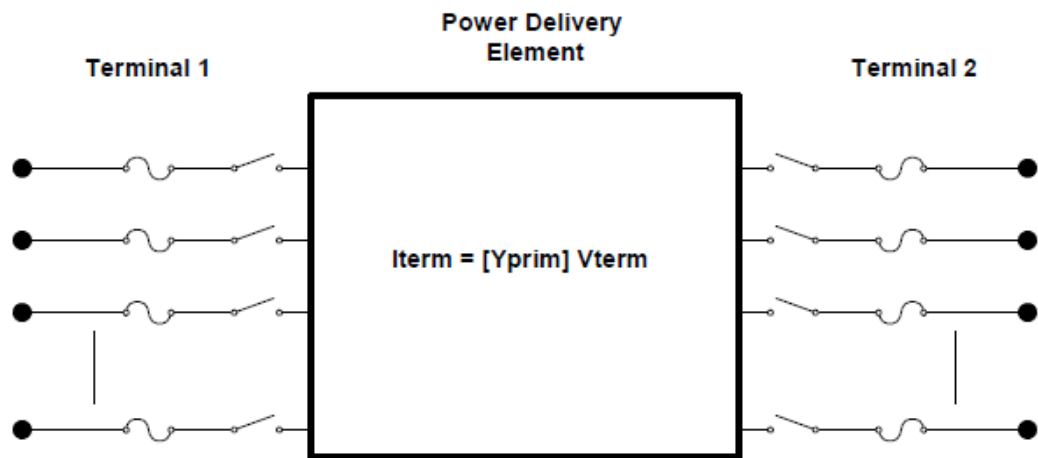 Power Delivery
Element
Terminal 1
Terminal 2
Iterm = [Yprim] Vterm